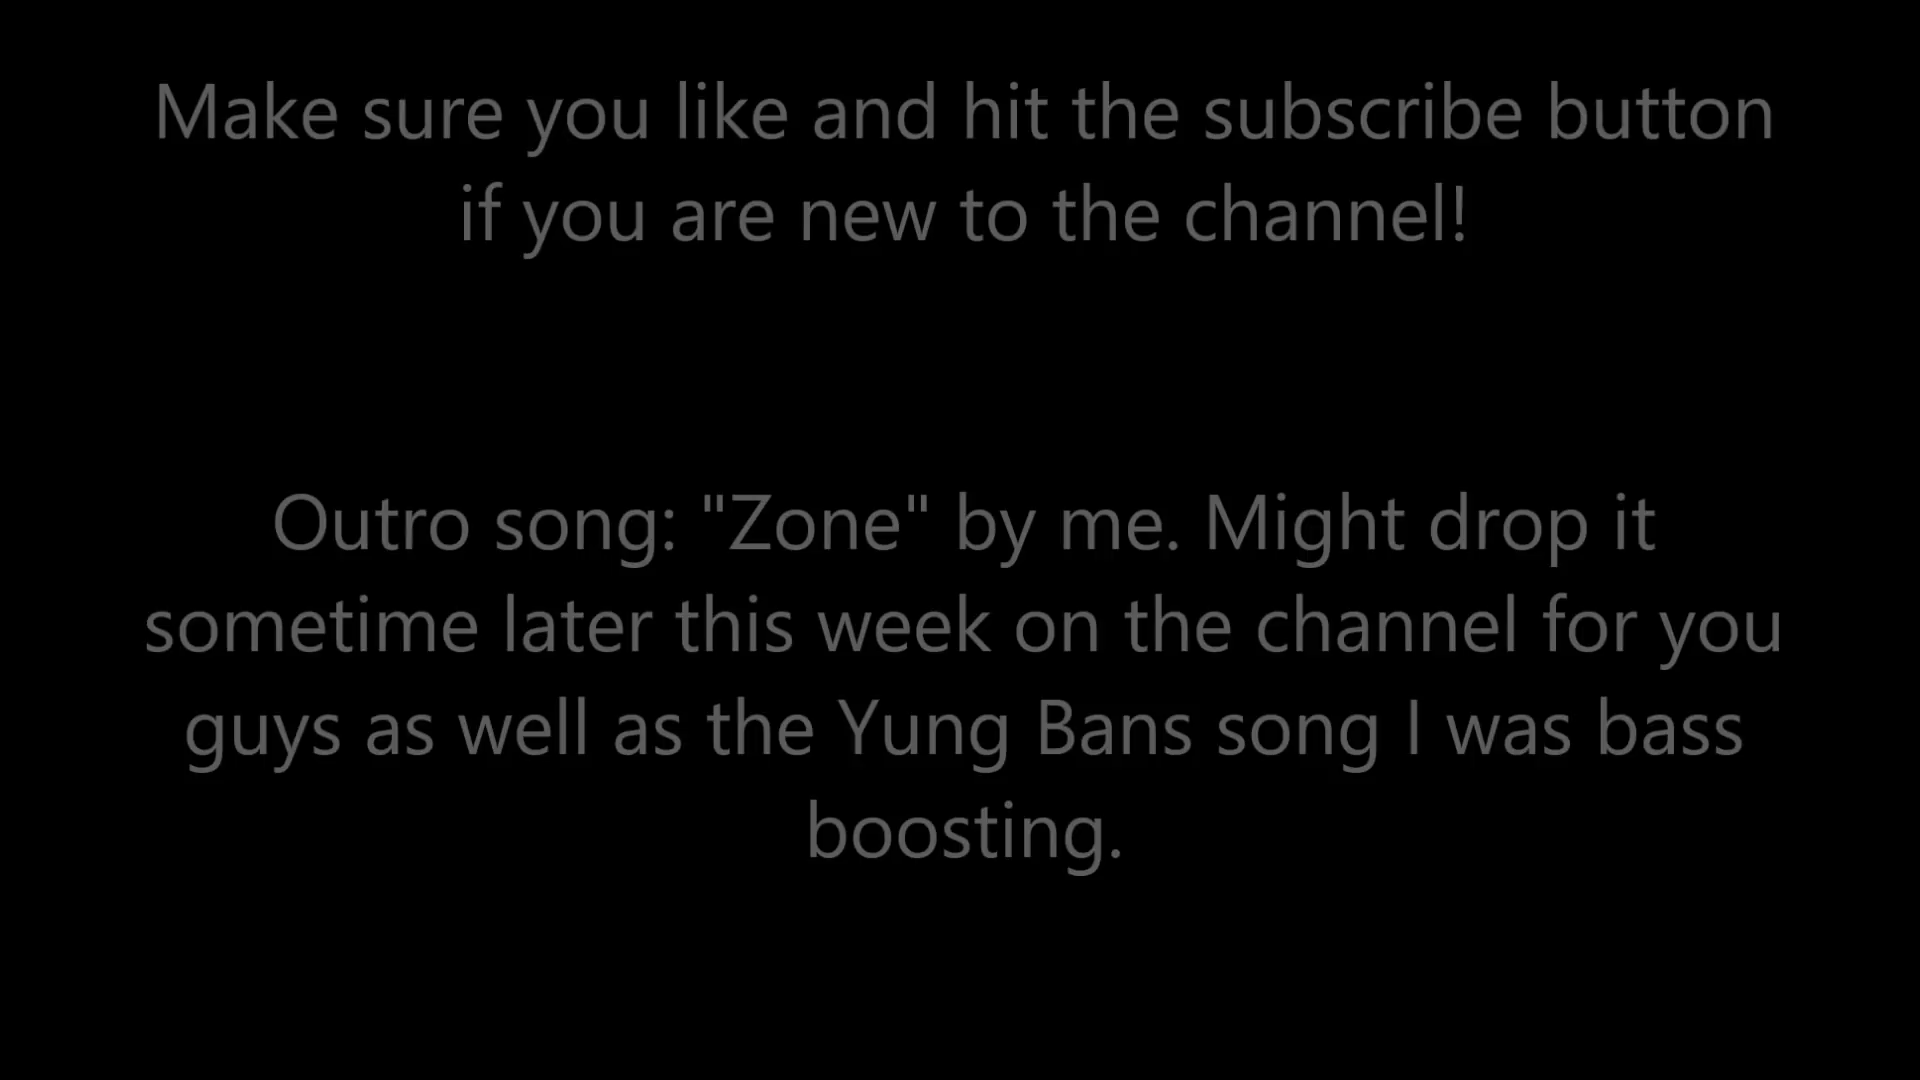 Make sure you like and hit the subscribe button
if you are new to the channel!
Outro song: "Zone" by me. Might drop it
sometime later this week on the channel for you
guys as well as the Yung Bans song I was bass
boosting.